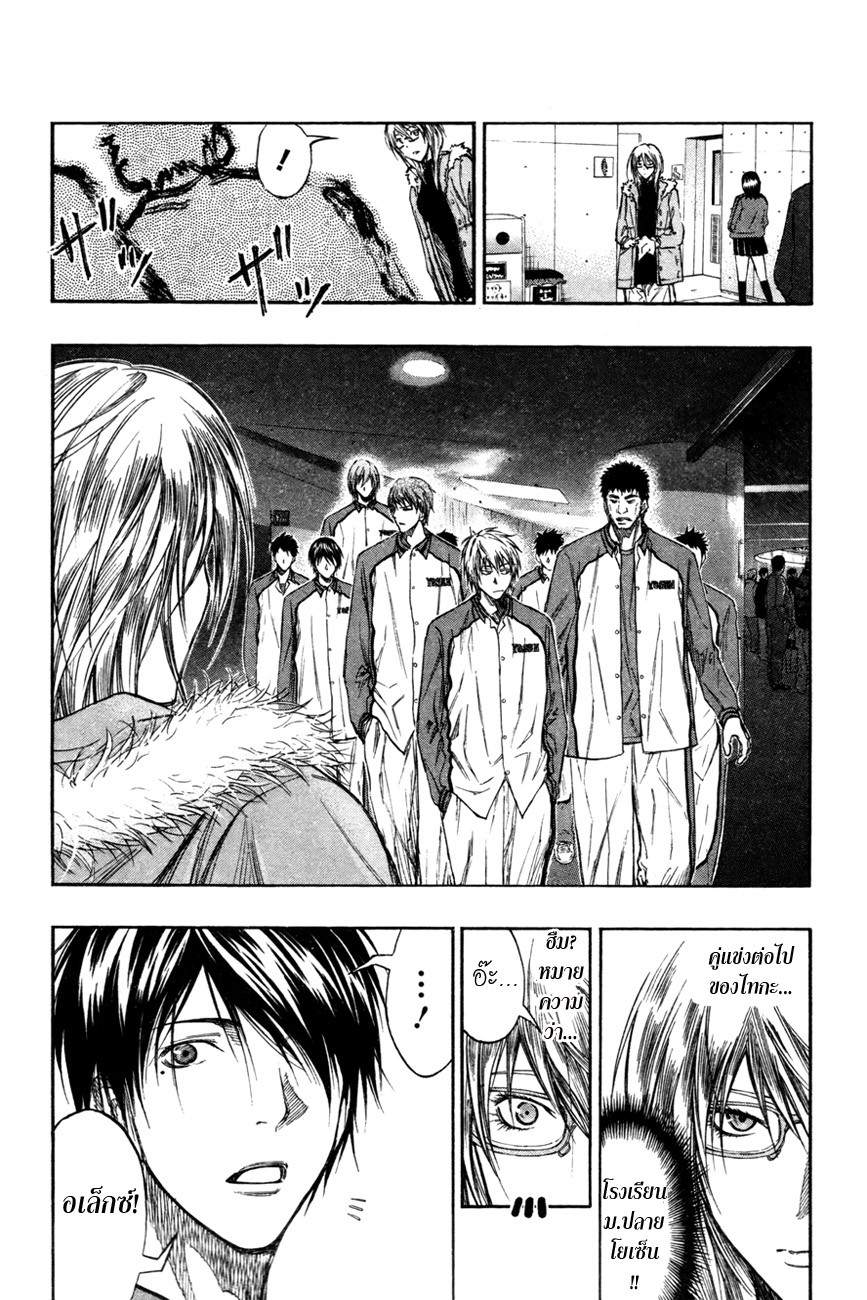 !
ザッ
ザッ
YOSEN
YOSEN
คู่แข่งต่อไป
ของไทกะ...
โรงเรียน
ม.ปลาย
โยเซ็น
!!
ฮืม?
หมาย
ความ
ว่า...
อ๊ะ...
...!
อเล็กซ์!